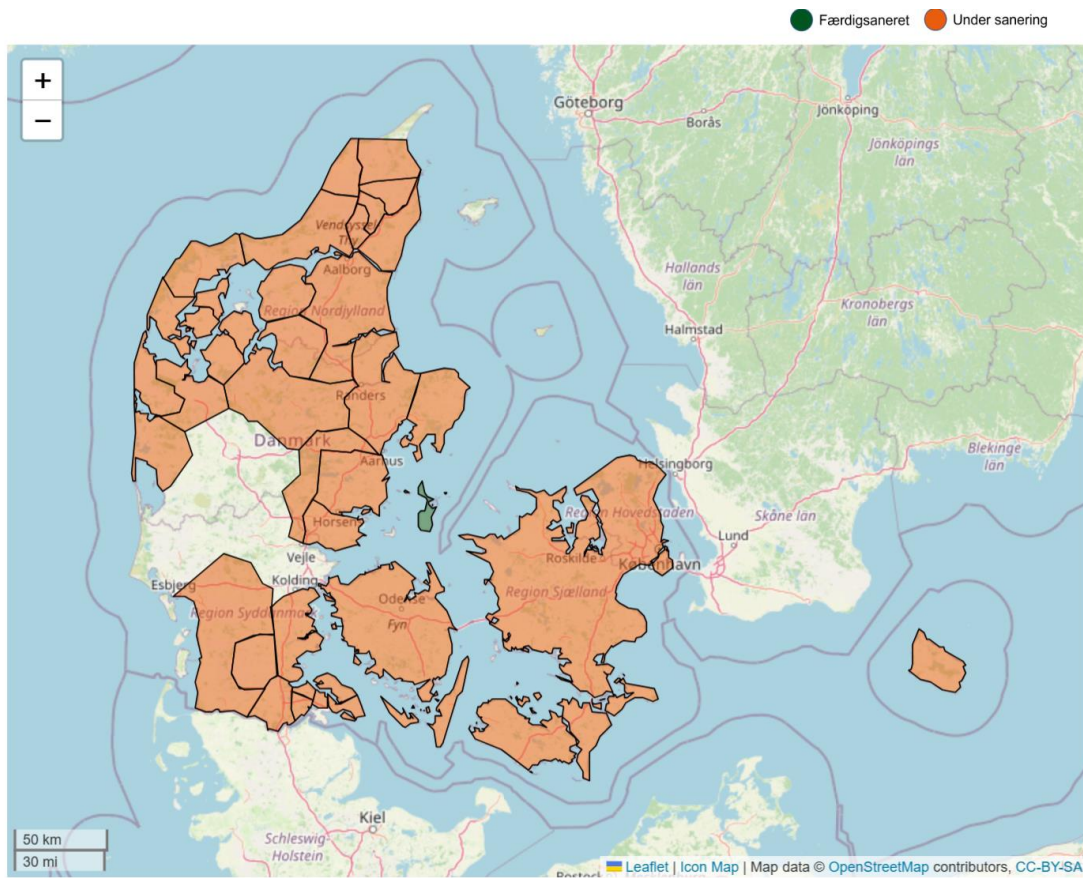 Færdigsaneret Under sanering
+
−
Göteborg
Borås
Jönköping
Jönköpings
län
Vendsyssel-
Thy
Aalborg
Region Nordjylland
Hallands
län
Kronobergs
län
Halmstad
Randers
Danmark
Aarhus
Helsingborg
Blekinge
län
Region Hovedstaden
Skåne län
Horsens
Lund
Vejle
Roskilde
København
Esbjerg
Kolding
Region Sjælland
Odense
Region Syddanmark
Fyn
Kiel
Schleswig-
Holstein
50 km
30 mi
Leaflet | Icon Map | Map data © OpenStreetMap contributors, CC-BY-SA